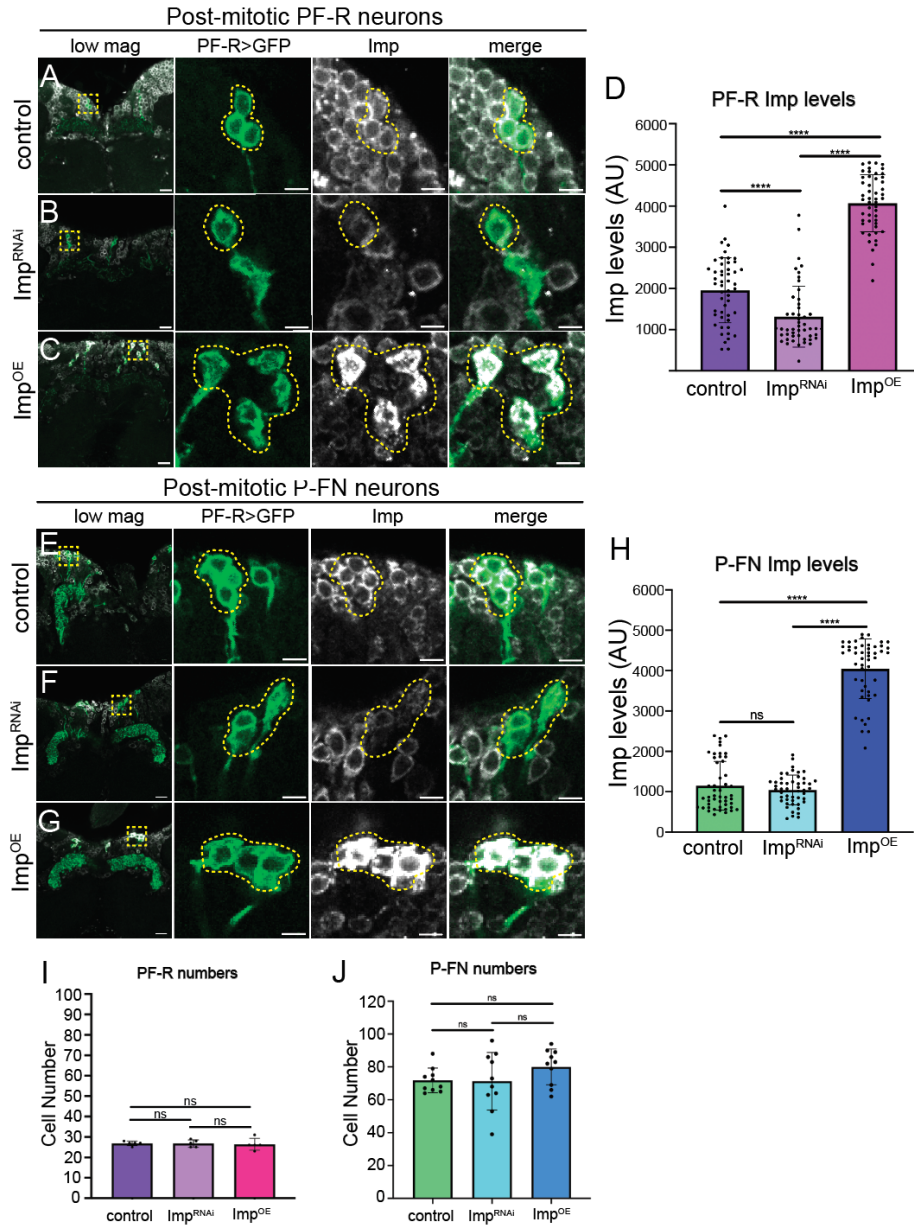 Post-mitotic PF-R neurons
low mag PF-R>GFP Imp merge
A
control
B
Imp^RNAi
C
Imp^OE
D
PF-R Imp levels
Imp levels (AU)
6000
5000
4000
3000
2000
1000
****
****
****
control Imp^RNAi Imp^OE
Post-mitotic P-FN neurons
low mag PF-R>GFP Imp merge
E
control
F
Imp^RNAi
G
Imp^OE
H
P-FN Imp levels
Imp levels (AU)
6000
5000
4000
3000
2000
1000
0
****
****
ns
control Imp^RNAi Imp^OE
I
PF-R numbers
Cell Number
100
90
80
70
60
50
40
30
20
10
0
ns
ns ns
control Imp^RNAi Imp^OE
J
P-FN numbers
Cell Number
120
100
80
60
40
20
0
ns
ns ns
control Imp^RNAi Imp^OE